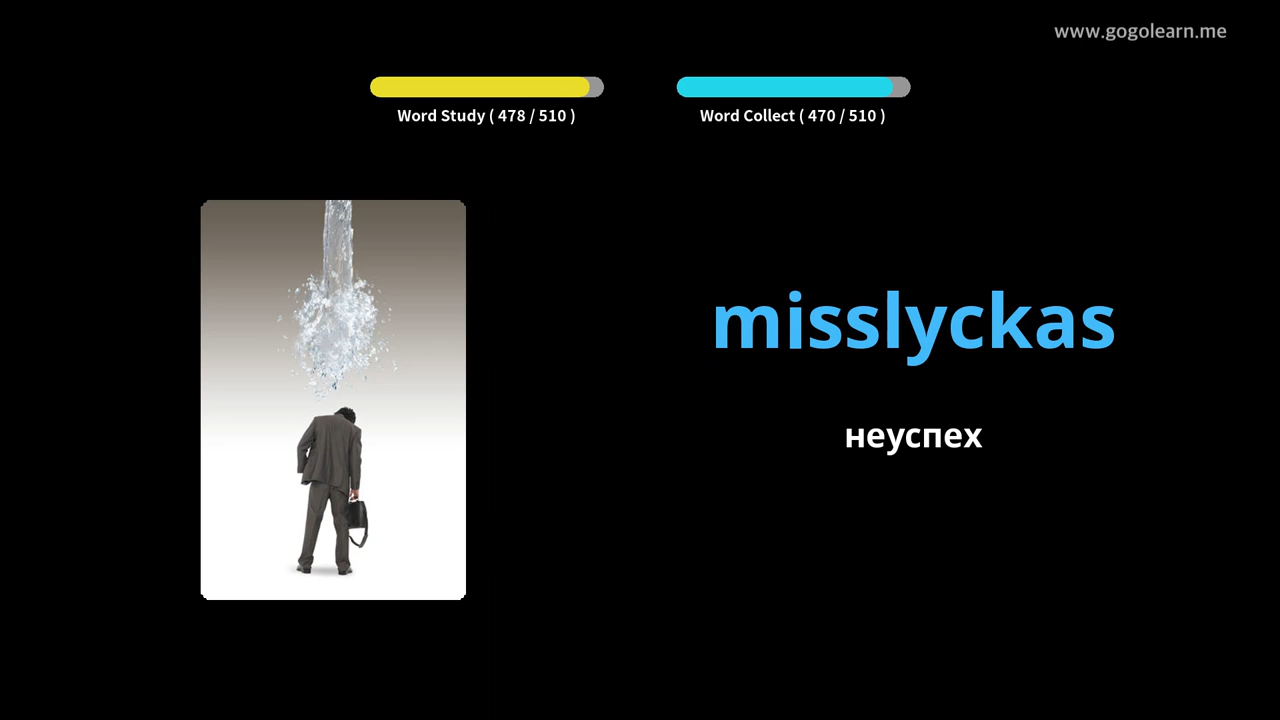 www.gogolearn.me
Word Study ( 478 / 510 )
Word Collect ( 470 / 510 )
misslyckas
неуспех